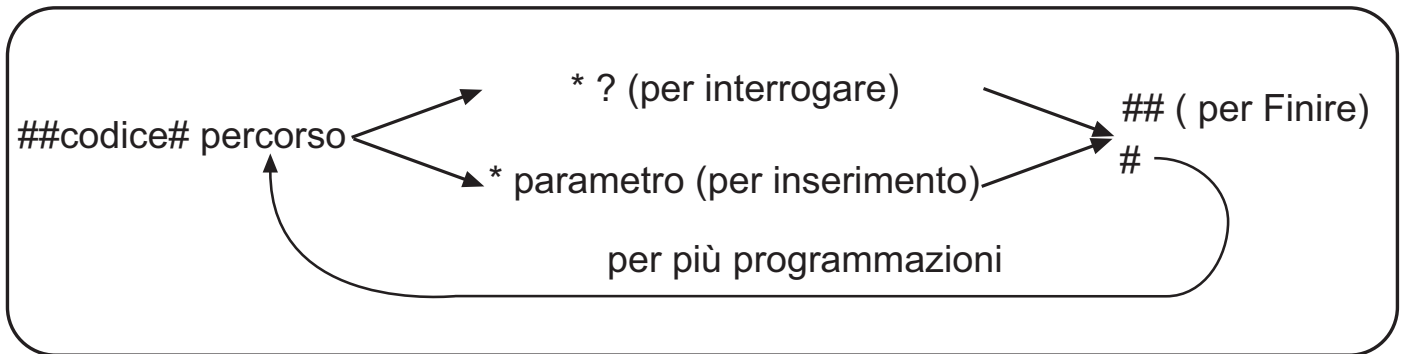 * ? (per interrogare)
## ( per Finire)
##codice# percorso
#
* parametro (per inserimento)
per più programmazioni